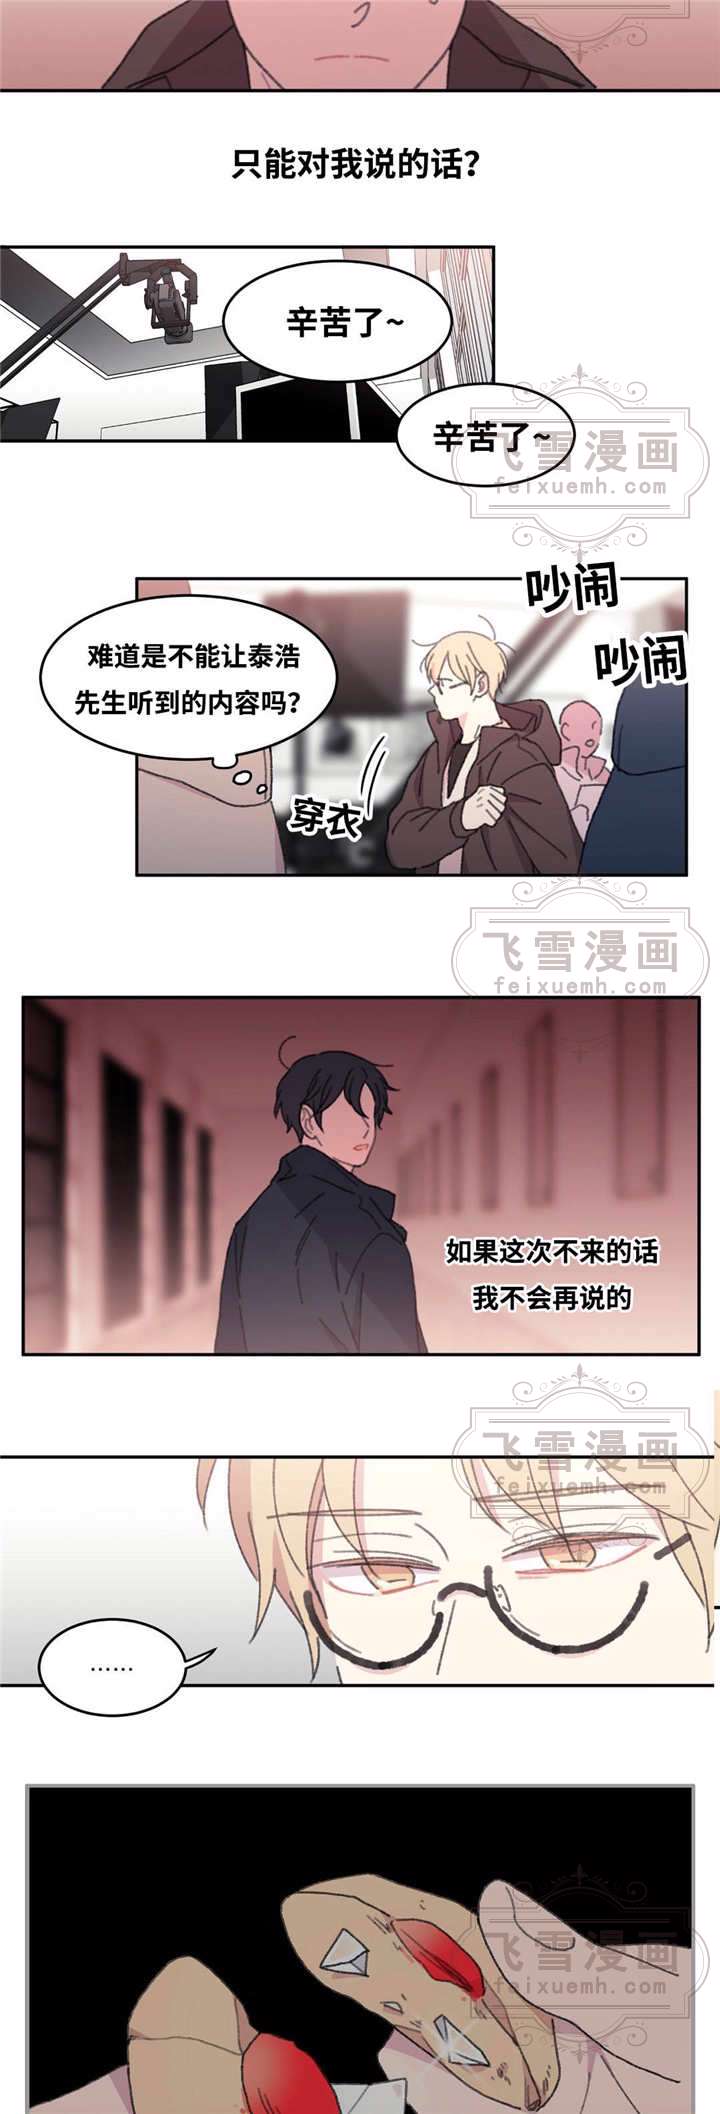 只能对我说的话？
辛苦了~
辛苦了~
飞雪漫画
feixuemh.com
吵闹
吵闹
难道是不能让泰浩
先生听到的内容吗？
穿衣
飞雪漫画
feixuemh.com
如果这次不来的话
我不会再说的
飞雪漫画
feixuemh.com
……
飞雪漫画
feixuemh.com